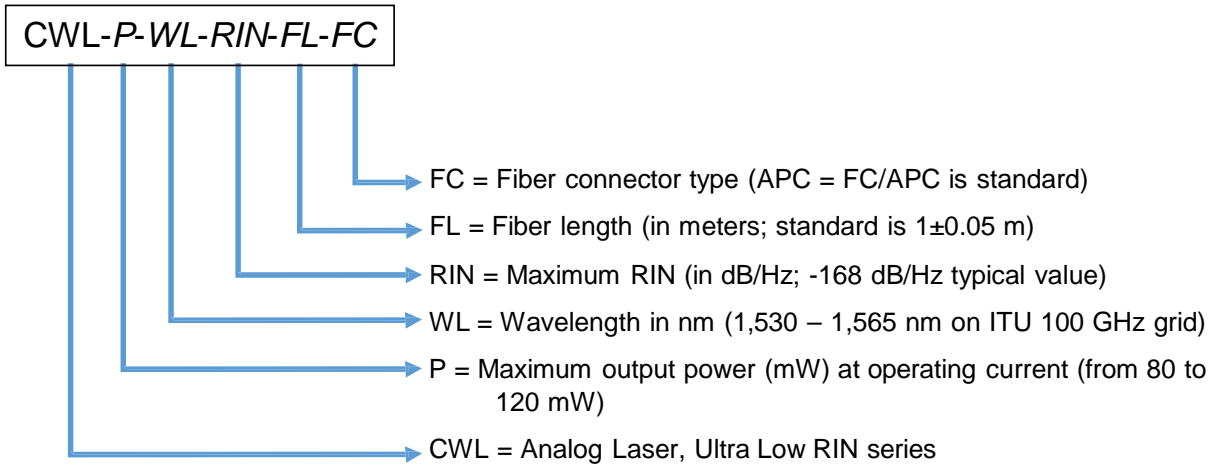 CWL-P-WL-RIN-FL-FC
FC = Fiber connector type (APC = FC/APC is standard)
FL = Fiber length (in meters; standard is 1±0.05 m)
RIN = Maximum RIN (in dB/Hz; -168 dB/Hz typical value)
WL = Wavelength in nm (1,530 – 1,565 nm on ITU 100 GHz grid)
P = Maximum output power (mW) at operating current (from 80 to
120 mW)
CWL = Analog Laser, Ultra Low RIN series